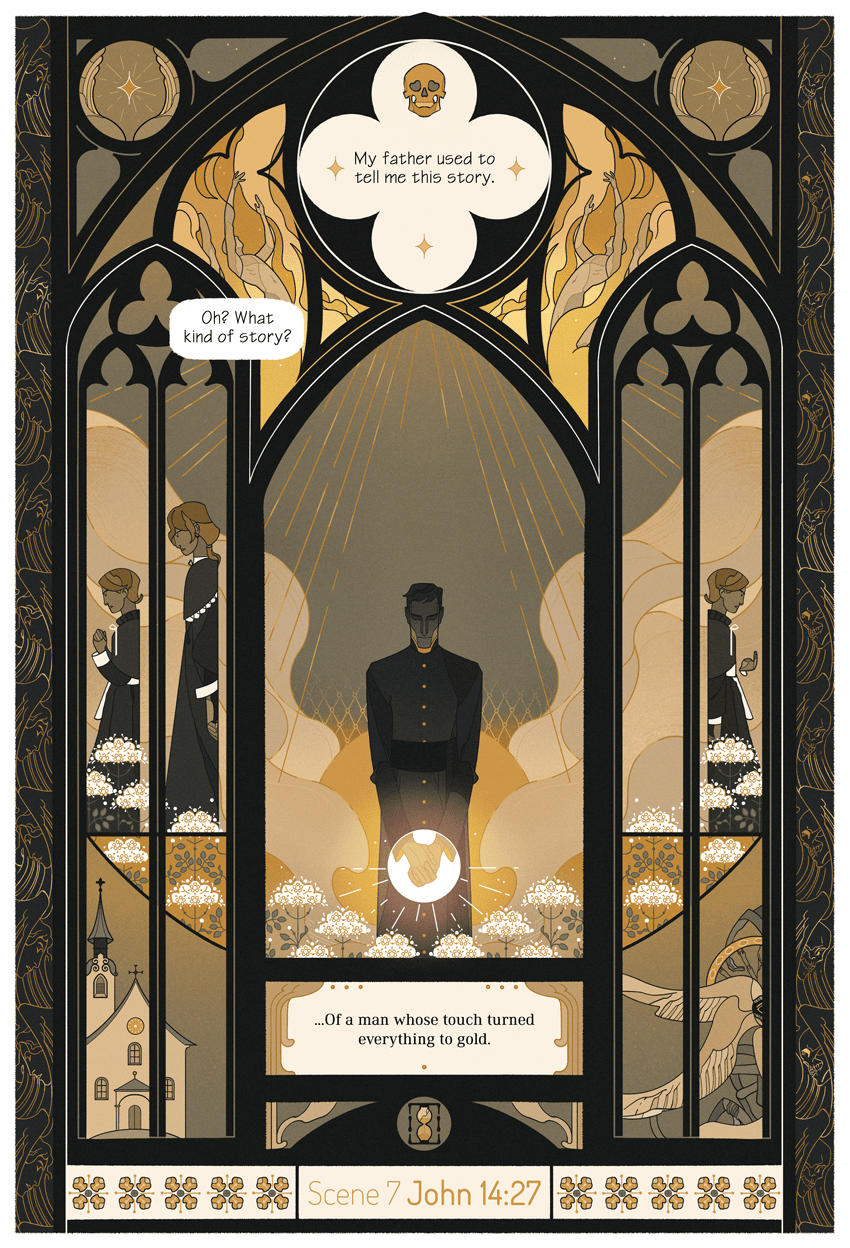 My father used to
tell me this story.
Oh? What
kind of story?
...Of a man whose touch turned
everything to gold.
Scene 7 John 14:27